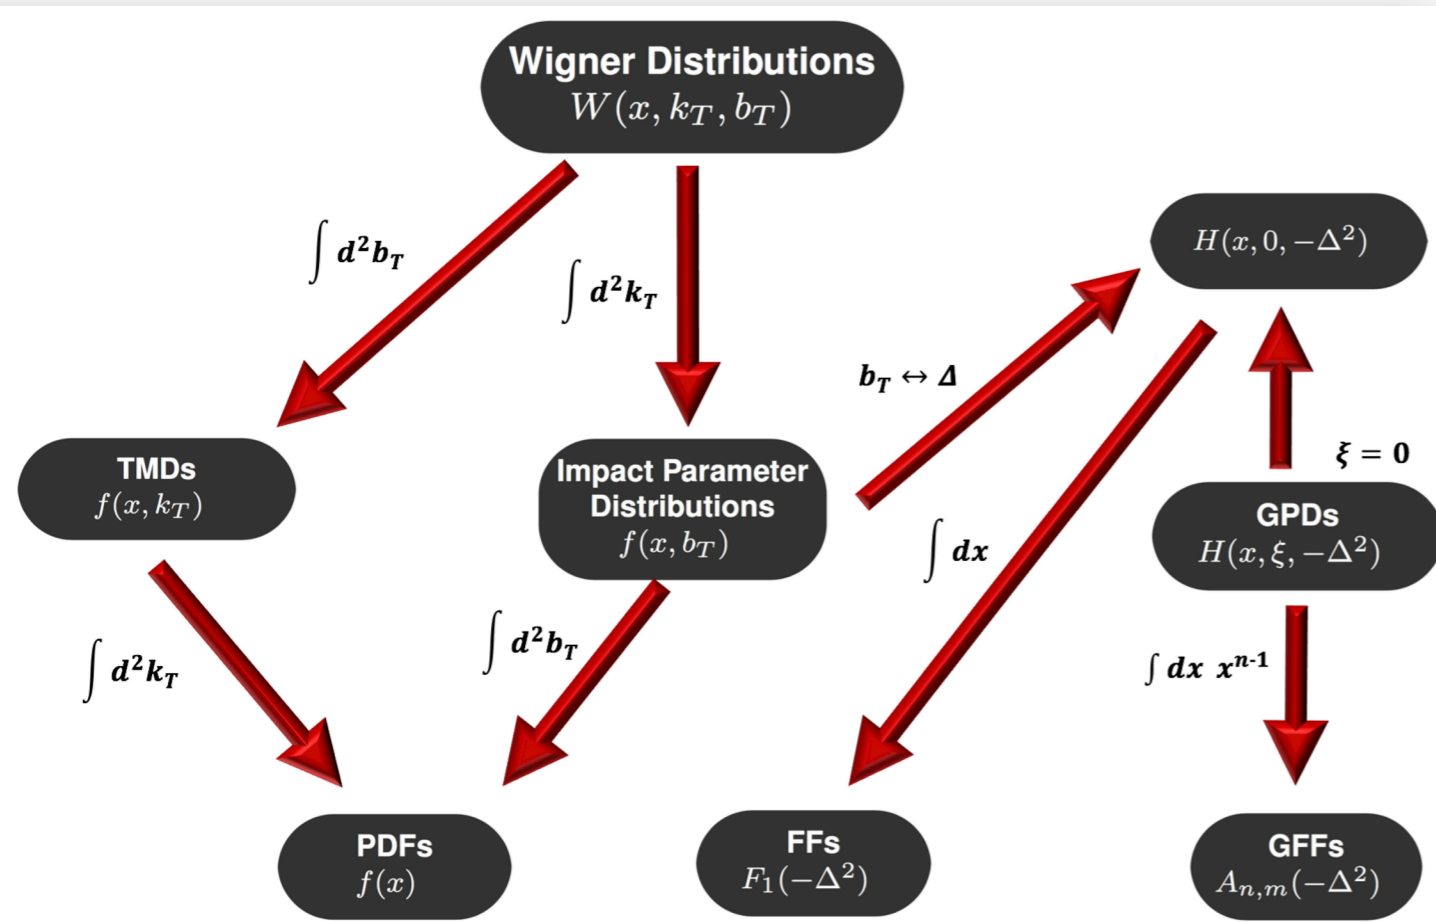 Wigner Distributions
W(x, k_T, b_T)
∫ d²b_T
∫ d²k_T
H(x, 0, −Δ²)
b_T ↔ Δ
ξ = 0
TMDs
f(x, k_T)
Impact Parameter
Distributions
f(x, b_T)
GPDs
H(x, ξ, −Δ²)
∫ dx
∫ d²k_T
∫ d²b_T
∫ dx x^{n-1}
PDFs
f(x)
FFs
F₁(−Δ²)
GFFs
A_{n,m}(−Δ²)